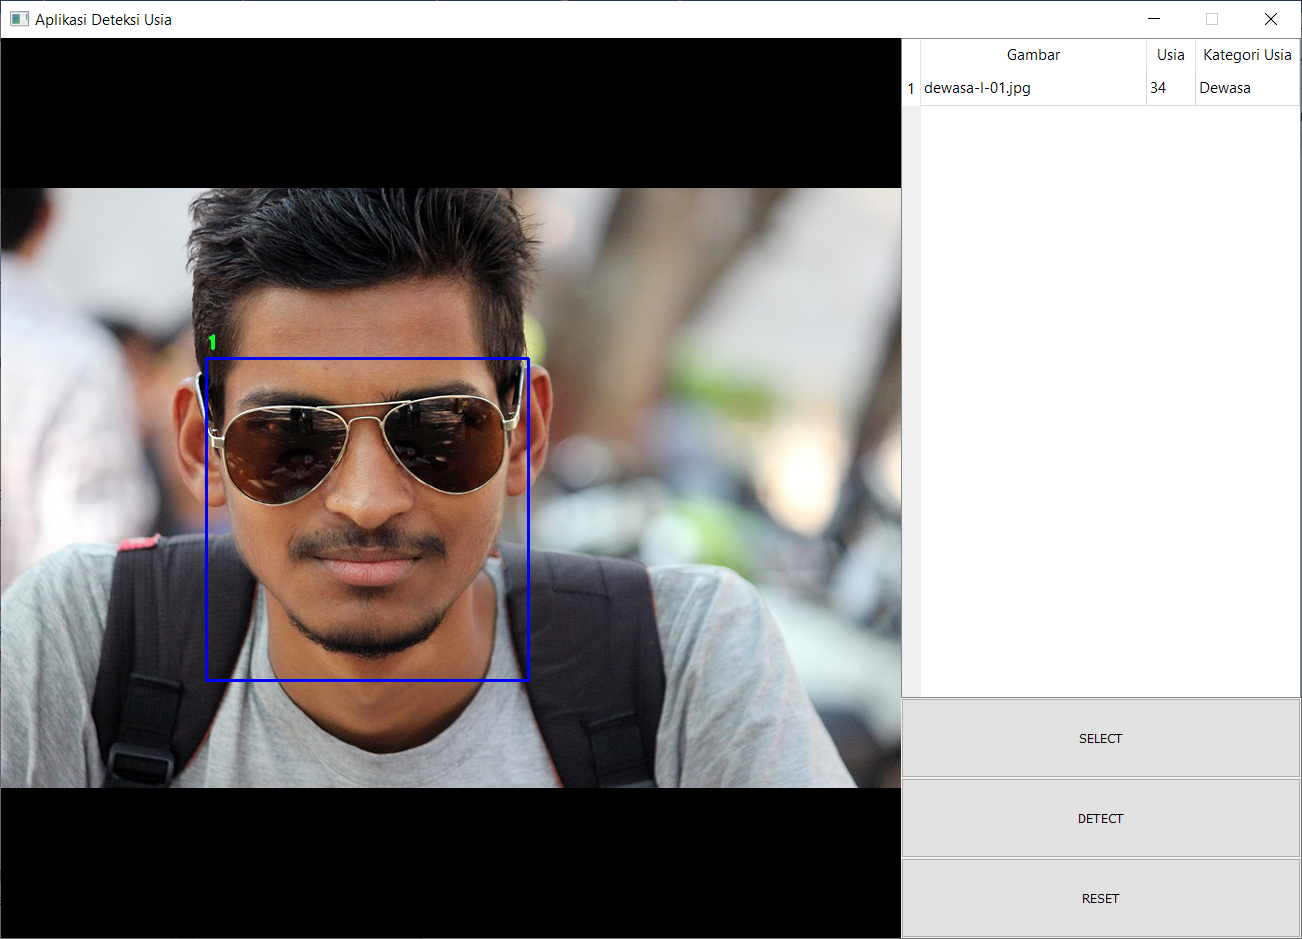 Aplikasi Deteksi Usia
Gambar Usia Kategori Usia
1 dewasa-l-01.jpg 34 Dewasa
1
SELECT
DETECT
RESET